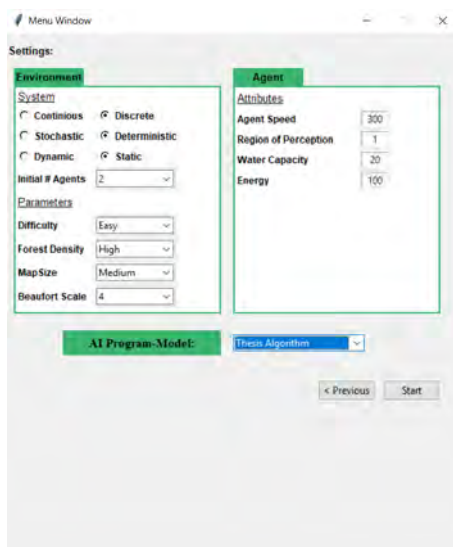 Menu Window
Settings:
Environment
System
Continious Discrete
Stochastic Deterministic
Dynamic Static
Initial # Agents 2
Parameters
Difficulty Easy
Forest Density High
MapSize Medium
Beaufort Scale 4
Agent
Attributes
Agent Speed 300
Region of Perception 1
Water Capacity 20
Energy 100
AI Program-Model: Thesis Algorithm
< Previous Start